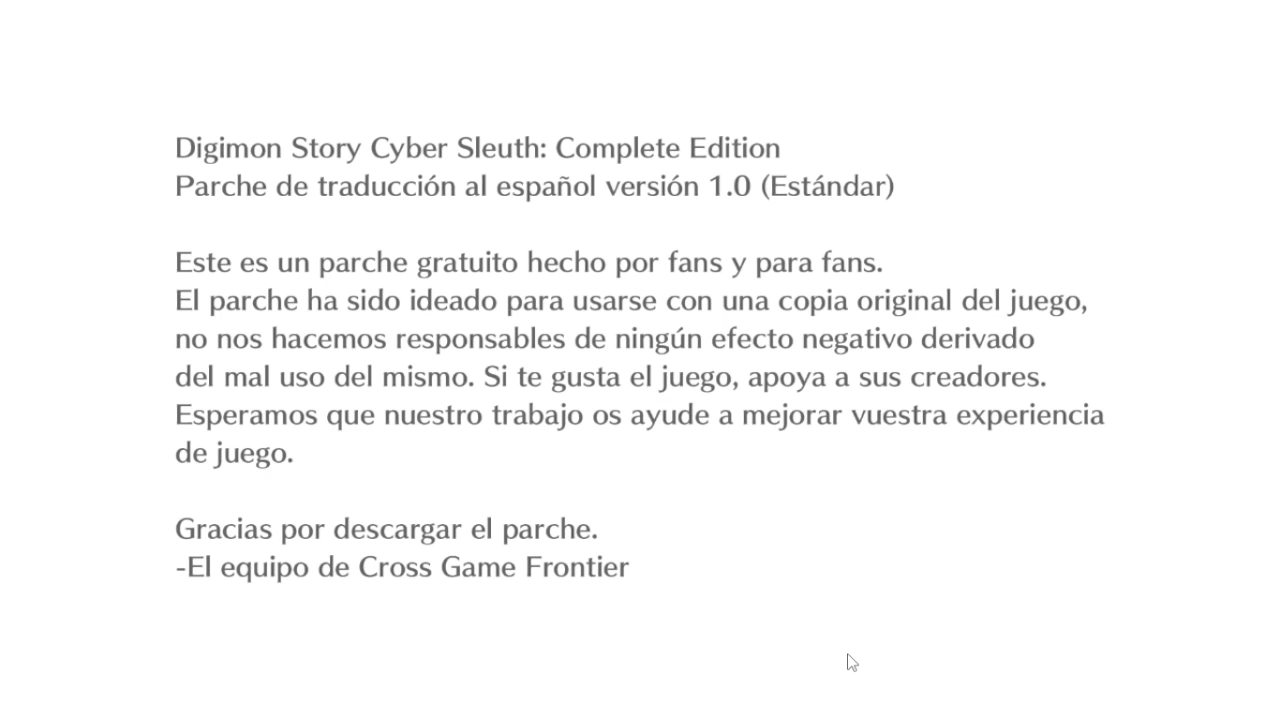 Digimon Story Cyber Sleuth: Complete Edition
Parche de traducción al español versión 1.0 (Estándar)
Este es un parche gratuito hecho por fans y para fans.
El parche ha sido ideado para usarse con una copia original del juego,
no nos hacemos responsables de ningún efecto negativo derivado
del mal uso del mismo. Si te gusta el juego, apoya a sus creadores.
Esperamos que nuestro trabajo os ayude a mejorar vuestra experiencia
de juego.
Gracias por descargar el parche.
-El equipo de Cross Game Frontier